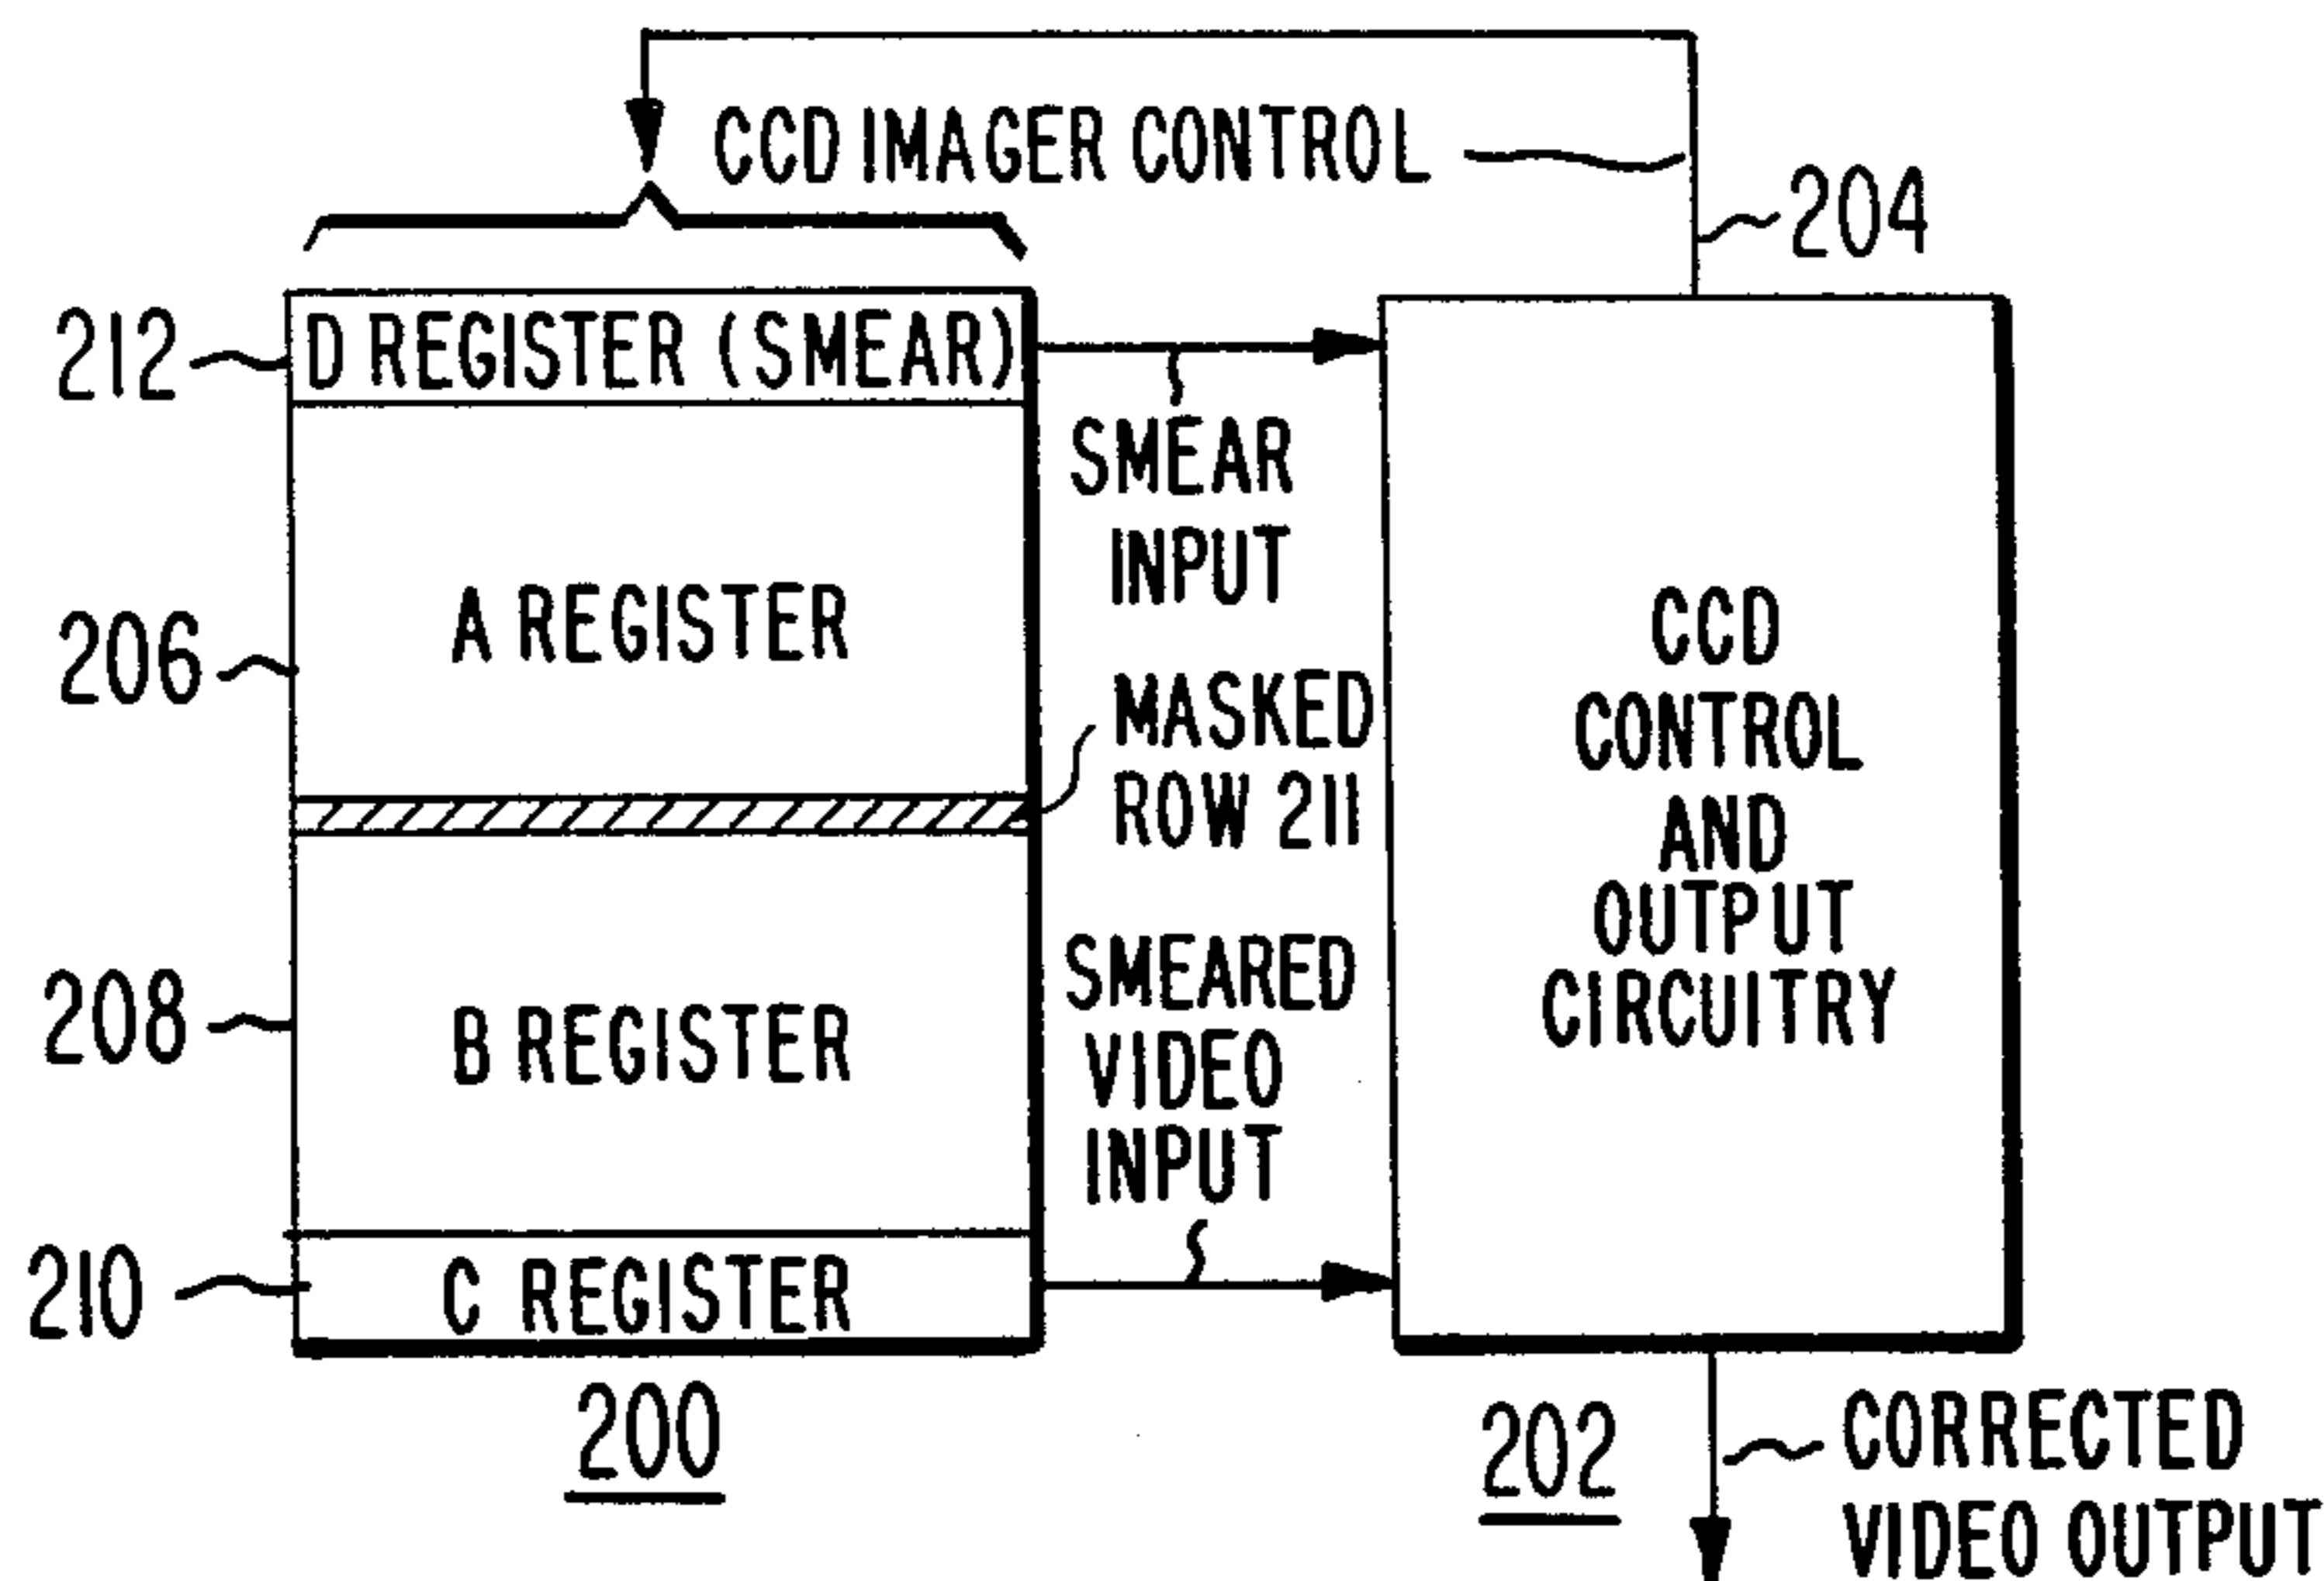 CCD IMAGER CONTROL
204
212
D REGISTER (SMEAR)
SMEAR
INPUT
206
A REGISTER
MASKED
ROW 211
CCD
CONTROL
AND
OUTPUT
CIRCUITRY
208
B REGISTER
SMEARED
VIDEO
INPUT
210
C REGISTER
200
202
CORRECTED
VIDEO OUTPUT